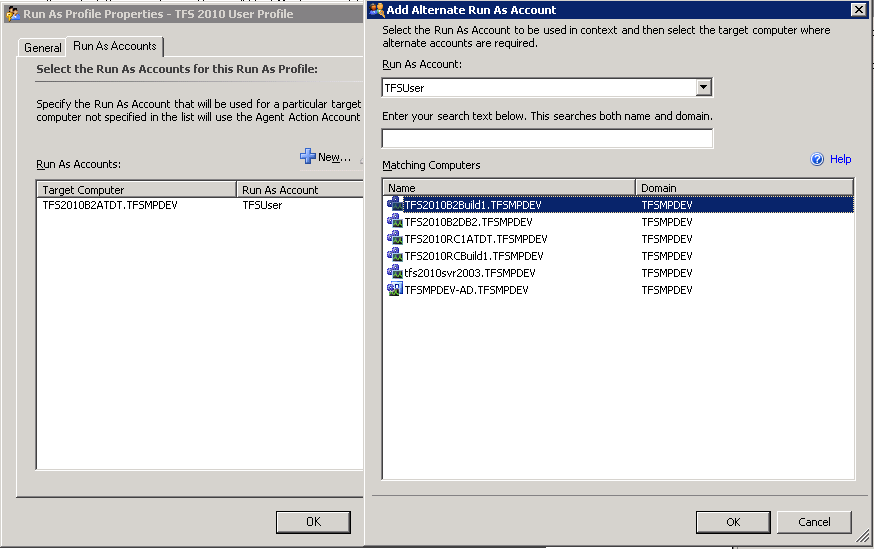 Run As Profile Properties - TFS 2010 User Profile
General
Run As Accounts
Select the Run As Accounts for this Run As Profile:
Specify the Run As Account that will be used for a particular target
computer not specified in the list will use the Agent Action Account
New...
Run As Accounts:
Target Computer Run As Account
TFS2010B2ATDT.TFSMPDEV TFSUser
OK
Add Alternate Run As Account
Select the Run As Account to be used in context and then select the target computer where
alternate accounts are required.
Run As Account:
TFSUser
Enter your search text below. This searches both name and domain.
Help
Matching Computers
Name Domain
TFS2010B2Build1.TFSMPDEV TFSMPDEV
TFS2010B2DB2.TFSMPDEV TFSMPDEV
TFS2010RC1ATDT.TFSMPDEV TFSMPDEV
TFS2010RCBuild1.TFSMPDEV TFSMPDEV
tfs2010svr2003.TFSMPDEV TFSMPDEV
TFSMPDEV-AD.TFSMPDEV TFSMPDEV
OK
Cancel